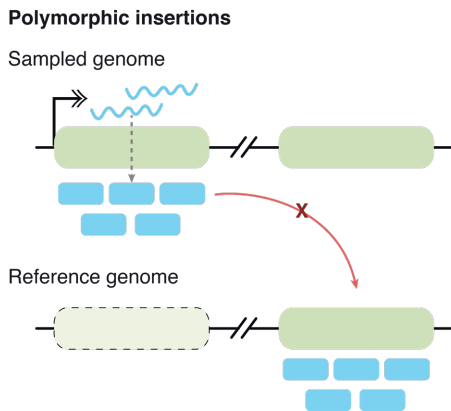 Polymorphic insertions
Sampled genome
X
Reference genome